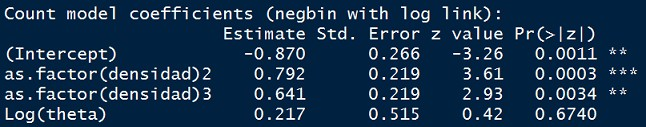 Count model coefficients (negbin with log link):
Estimate Std. Error z value Pr(>|z|)
(Intercept) -0.870 0.266 -3.26 0.0011 **
as.factor(densidad)2 0.792 0.219 3.61 0.0003 ***
as.factor(densidad)3 0.641 0.219 2.93 0.0034 **
Log(theta) 0.217 0.515 0.42 0.6740